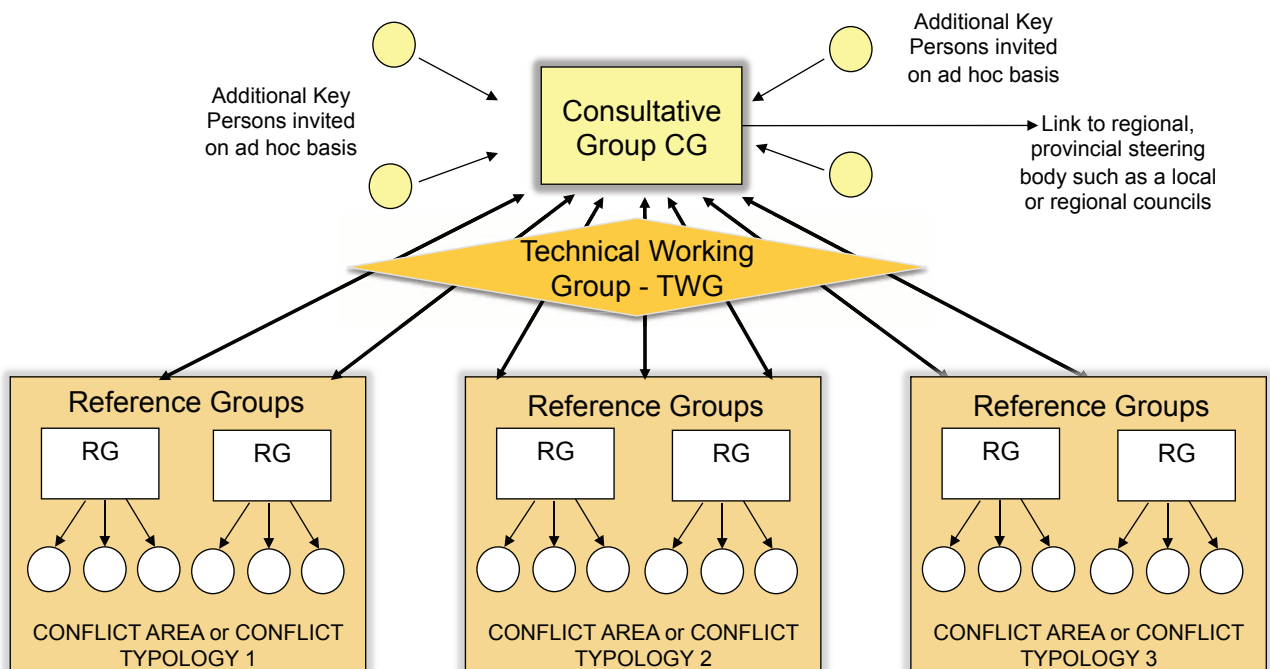 Additional Key
Persons invited
on ad hoc basis
Additional Key
Persons invited
on ad hoc basis
Consultative
Group CG
Link to regional,
provincial steering
body such as a local
or regional councils
Technical Working
Group - TWG
Reference Groups
RG
RG
CONFLICT AREA or CONFLICT
TYPOLOGY 1
Reference Groups
RG
RG
CONFLICT AREA or CONFLICT
TYPOLOGY 2
Reference Groups
RG
RG
CONFLICT AREA or CONFLICT
TYPOLOGY 3